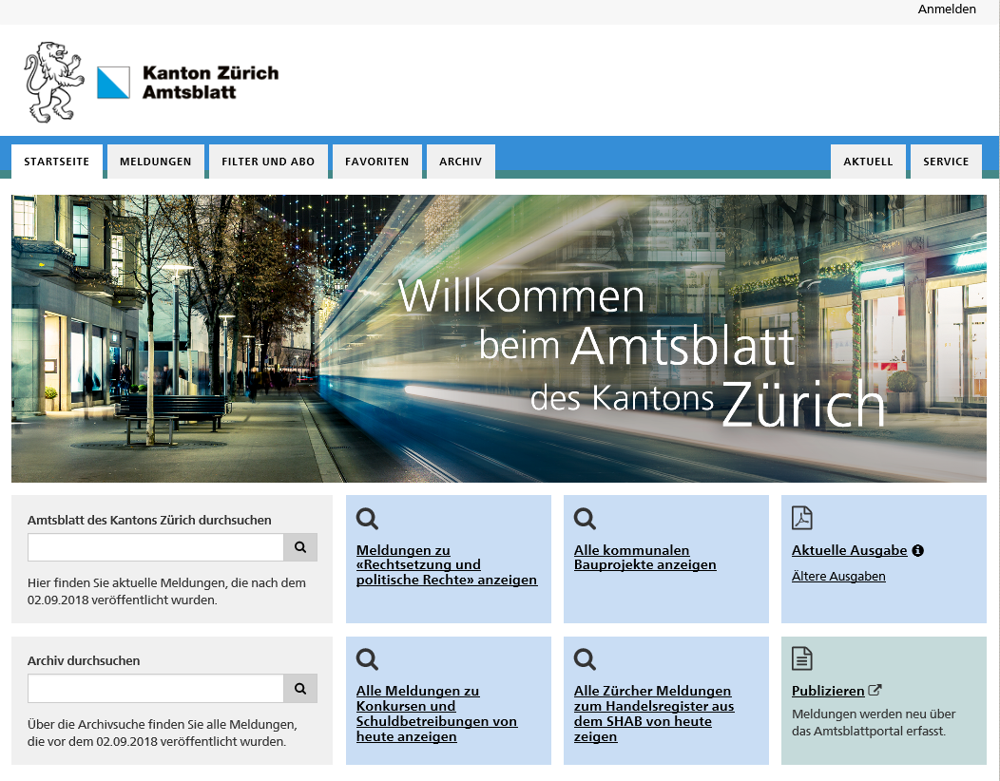 Anmelden
Kanton Zürich
Amtsblatt
STARTSEITE
MELDUNGEN
FILTER UND ABO
FAVORITEN
ARCHIV
AKTUELL
SERVICE
Willkommen
beim Amtsblatt
des Kantons Zürich
Amtsblatt des Kantons Zürich durchsuchen
Hier finden Sie aktuelle Meldungen, die nach dem
02.09.2018 veröffentlicht wurden.
Meldungen zu
«Rechtsetzung und
politische Rechte» anzeigen
Alle kommunalen
Bauprojekte anzeigen
Aktuelle Ausgabe
Ältere Ausgaben
Archiv durchsuchen
Über die Archivsuche finden Sie alle Meldungen,
die vor dem 02.09.2018 veröffentlicht wurden.
Alle Meldungen zu
Konkursen und
Schuldbetreibungen von
heute anzeigen
Alle Zürcher Meldungen
zum Handelsregister aus
dem SHAB von heute
zeigen
Publizieren
Meldungen werden neu über
das Amtsblattportal erfasst.